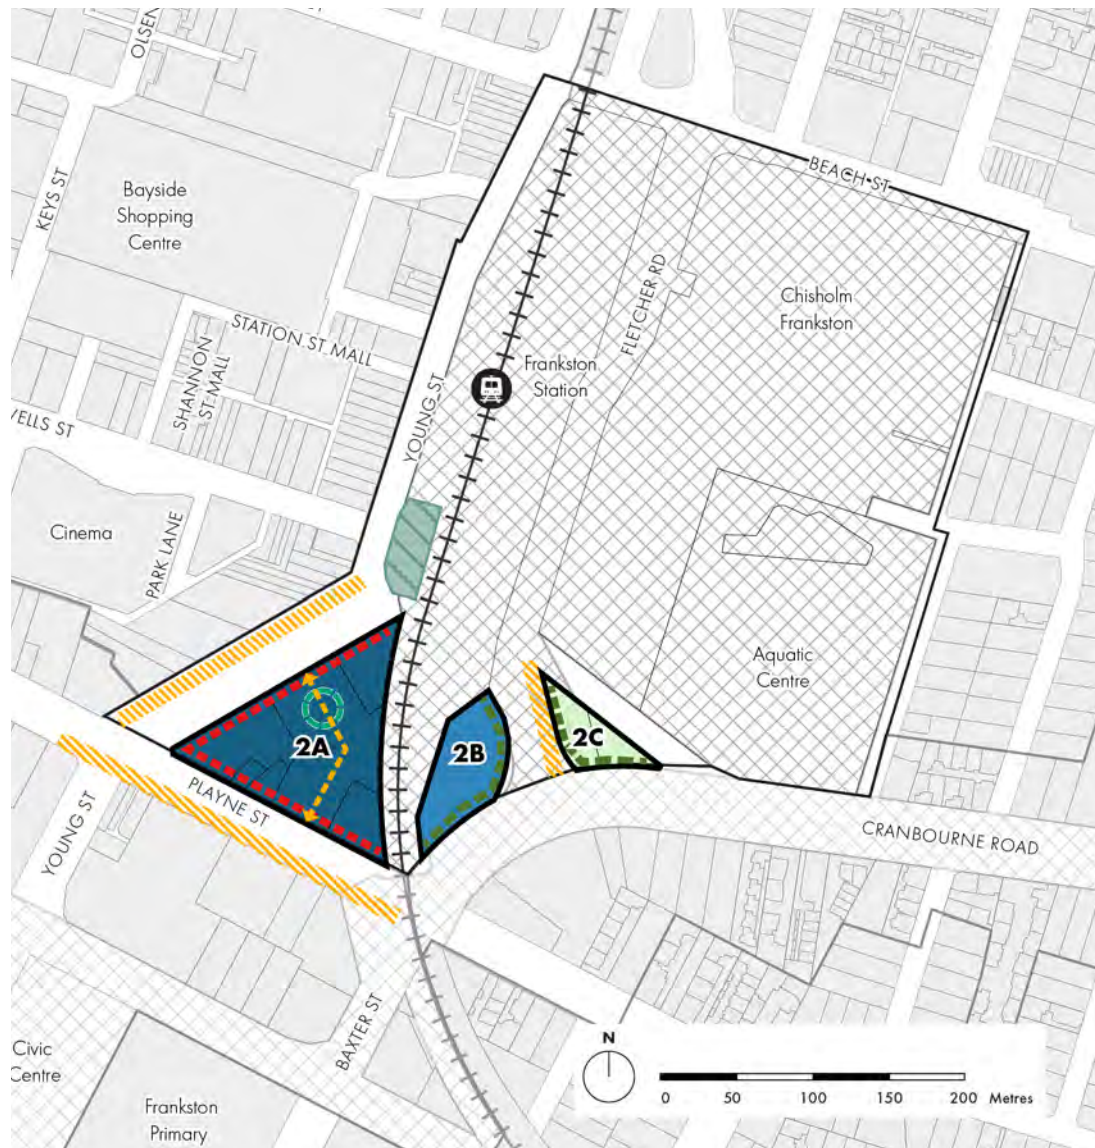 OLSEN
KEYS ST
Bayside
Shopping
Centre
BEACH ST
FLETCHER RD
Chisholm
Frankston
STATION ST MALL
SHANNON
ST MALL
Frankston
Station
YOUNG ST
Cinema
PARK LANE
Aquatic
Centre
2A
2B
2C
PLAYNE ST
YOUNG ST
CRANBOURNE ROAD
BAXTER ST
Civic
Centre
Frankston
Primary
N
0 50 100 150 200 Metres